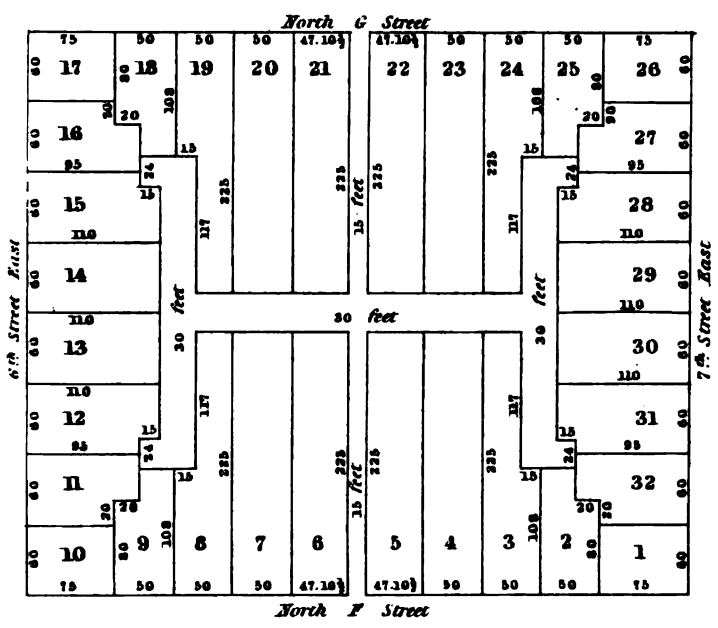 North G Street
75 50 50 50 47.10½ 47.10½ 50 50 50 75
60 17 80 18 19 20 21 22 23 24 25 80 26 60
108 108
20 20 20 90
60 16 15 15 27 60
95 24 225 225 225 225 24 95
60 15 15 15 28 60
110 117 15 feet 117 110
14 29
60 60
110 feet feet 110
30 feet
60 13 30 30 30 60
110 110
60 12 117 117 31 60
15 15
95 24 225 225 225 225 24 95
11 15 15 32
60 15 feet 60
20 20 108 108 20 20
60 10 80 9 8 7 6 5 4 3 2 80 1 60
75 50 50 50 47.10½ 47.10½ 50 50 50 75
North F Street
6th Street East
7th Street East